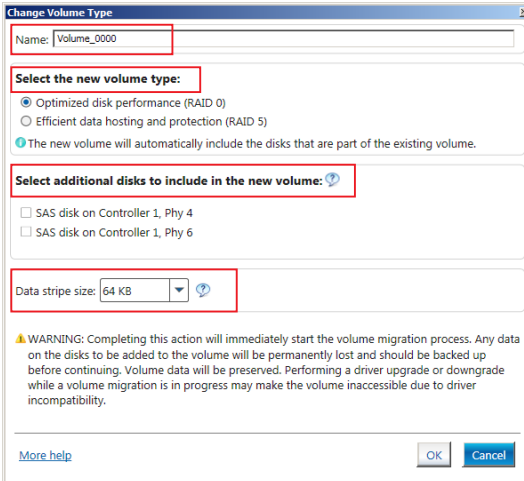 Change Volume Type
Name: Volume_0000
Select the new volume type:
Optimized disk performance (RAID 0)
Efficient data hosting and protection (RAID 5)
The new volume will automatically include the disks that are part of the existing volume.
Select additional disks to include in the new volume:
SAS disk on Controller 1, Phy 4
SAS disk on Controller 1, Phy 6
Data stripe size: 64 KB
WARNING: Completing this action will immediately start the volume migration process. Any data
on the disks to be added to the volume will be permanently lost and should be backed up
before continuing. Volume data will be preserved. Performing a driver upgrade or downgrade
while a volume migration is in progress may make the volume inaccessible due to driver
incompatibility.
More help
OK
Cancel